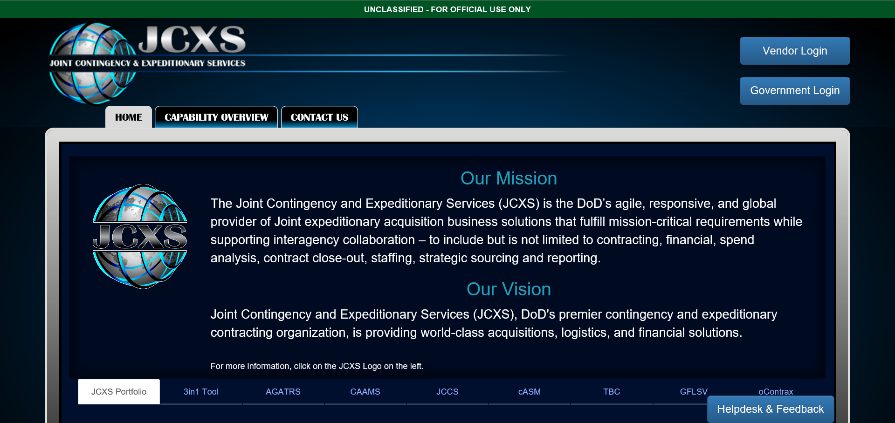 UNCLASSIFIED - FOR OFFICIAL USE ONLY
JCXS
JOINT CONTINGENCY & EXPEDITIONARY SERVICES
Vendor Login
Government Login
HOME
CAPABILITY OVERVIEW
CONTACT US
Our Mission
The Joint Contingency and Expeditionary Services (JCXS) is the DoD's agile, responsive, and global
provider of Joint expeditionary acquisition business solutions that fulfill mission-critical requirements while
supporting interagency collaboration – to include but is not limited to contracting, financial, spend
analysis, contract close-out, staffing, strategic sourcing and reporting.
JCXS
Our Vision
Joint Contingency and Expeditionary Services (JCXS), DoD's premier contingency and expeditionary
contracting organization, is providing world-class acquisitions, logistics, and financial solutions.
For more Information, click on the JCXS Logo on the left.
JCXS Portfolio
3in1 Tool
AGATRS
CAAMS
JCCS
cASM
TBC
GFLSV
oContrax
Helpdesk & Feedback